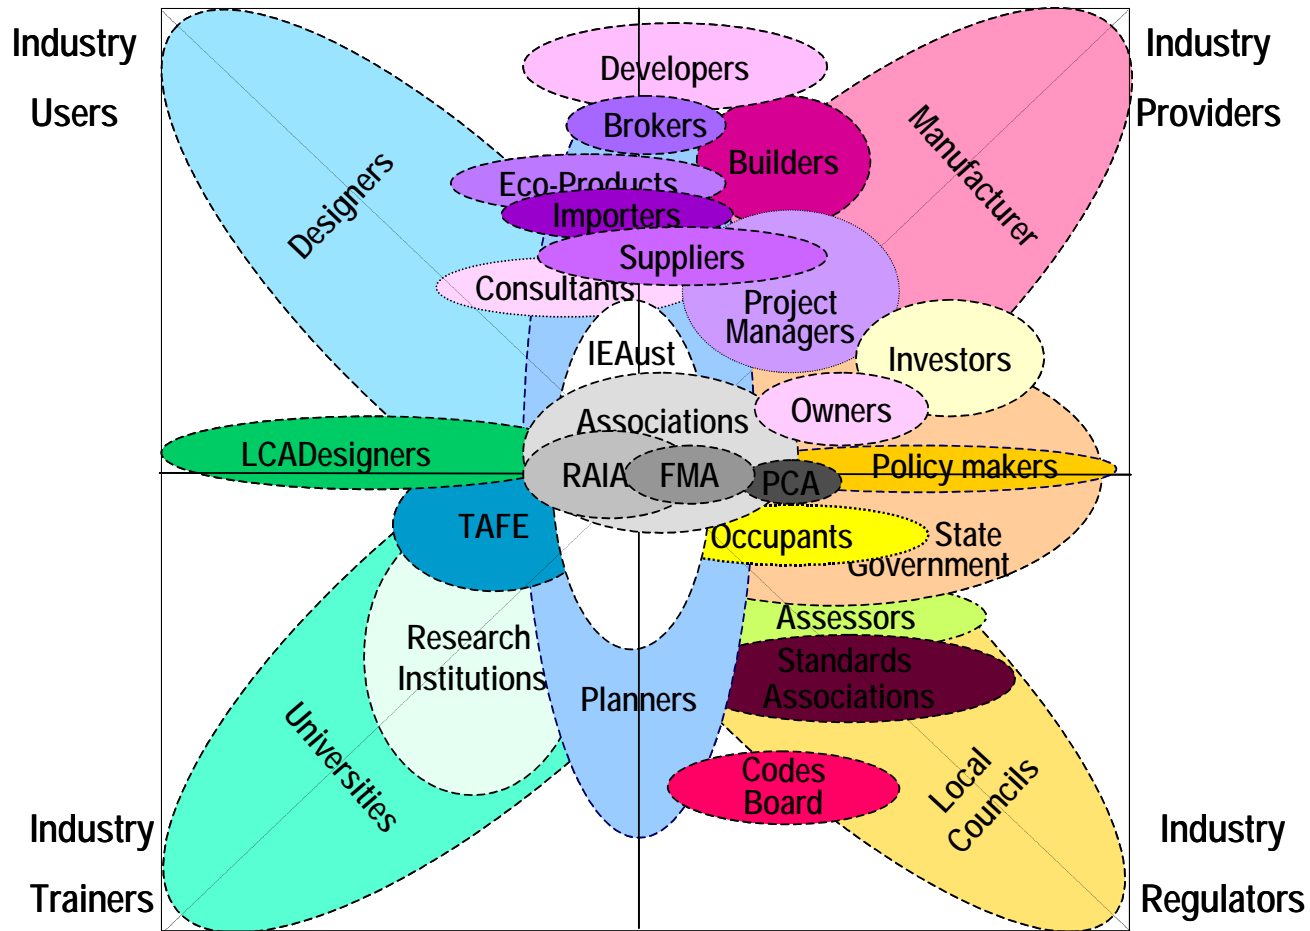 Industry
Users
Industry
Providers
Developers
Brokers
Builders
Manufacturer
Designers
Eco-Products
Importers
Suppliers
Consultants
Project
Managers
IEAust
Investors
Associations
Owners
LCADesigners
RAIA
FMA
PCA
Policy makers
TAFE
Occupants
State
Government
Assessors
Research
Institutions
Standards
Associations
Planners
Universities
Codes
Board
Local
Councils
Industry
Trainers
Industry
Regulators